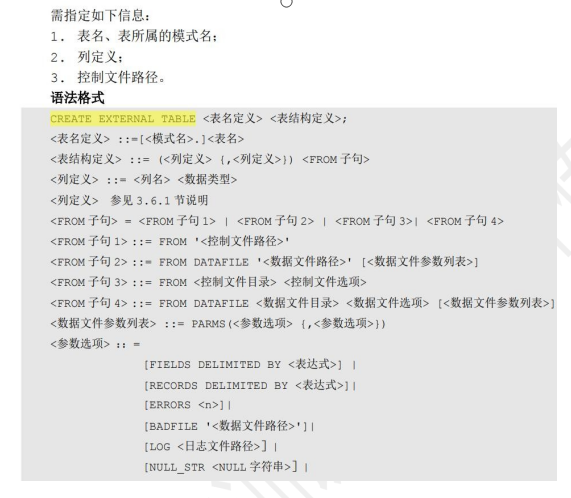 需指定如下信息：
1. 表名、表所属的模式名；
2. 列定义；
3. 控制文件路径。
语法格式
CREATE EXTERNAL TABLE <表名定义> <表结构定义>;
<表名定义> ::=[<模式名>.]<表名>
<表结构定义> ::= (<列定义> {,<列定义>}) <FROM 子句>
<列定义> ::= <列名> <数据类型>
<列定义> 参见 3.6.1 节说明
<FROM 子句> = <FROM 子句 1> | <FROM 子句 2> | <FROM 子句 3>| <FROM 子句 4>
<FROM 子句 1> ::= FROM '<控制文件路径>'
<FROM 子句 2> ::= FROM DATAFILE '<数据文件路径>' [<数据文件参数列表>]
<FROM 子句 3> ::= FROM <控制文件目录> <控制文件选项>
<FROM 子句 4> ::= FROM DATAFILE <数据文件目录> <数据文件选项> [<数据文件参数列表>]
<数据文件参数列表> ::= PARMS(<参数选项> {,<参数选项>})
<参数选项> :: =
[FIELDS DELIMITED BY <表达式>] |
[RECORDS DELIMITED BY <表达式>]|
[ERRORS <n>]|
[BADFILE '<数据文件路径>']|
[LOG <日志文件路径>] |
[NULL_STR <NULL 字符串>] |